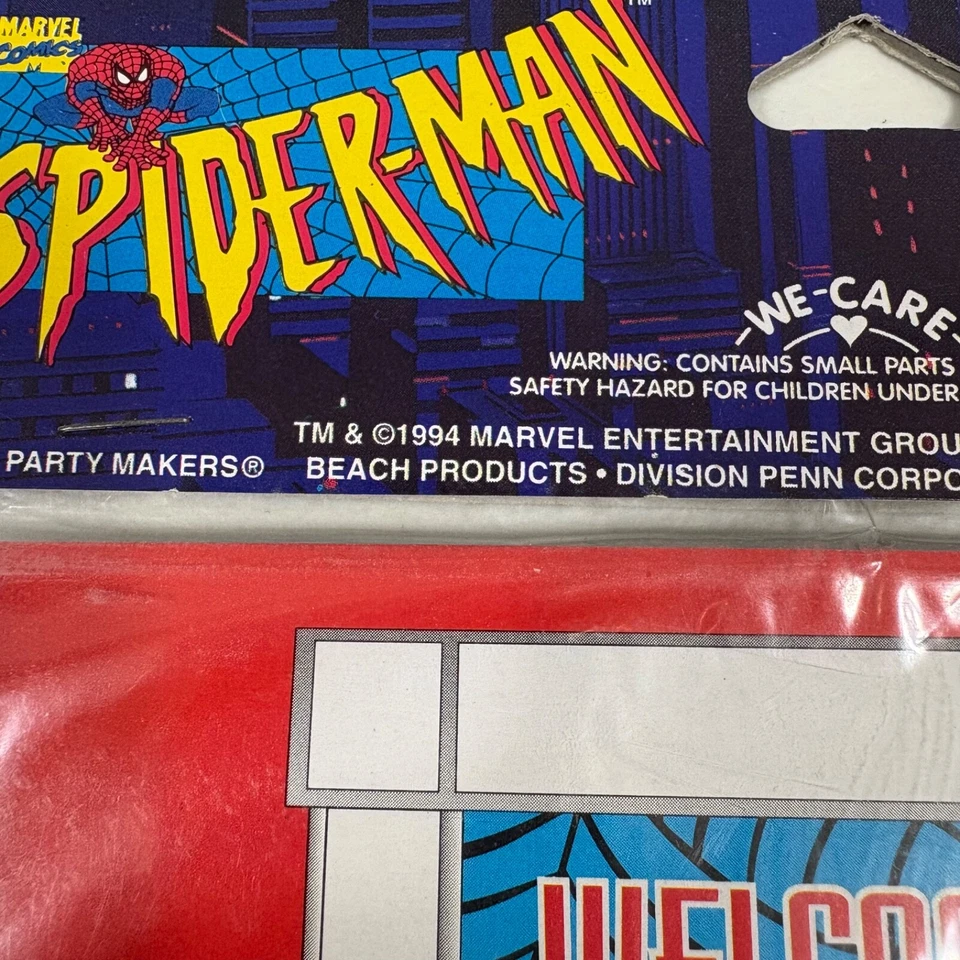 MARVEL
COMICS
SPIDER-MAN
TM
WE-CARE
WARNING: CONTAINS SMALL PARTS
SAFETY HAZARD FOR CHILDREN UNDER
TM & ©1994 MARVEL ENTERTAINMENT GROU
PARTY MAKERS® BEACH PRODUCTS • DIVISION PENN CORPO
WELCO